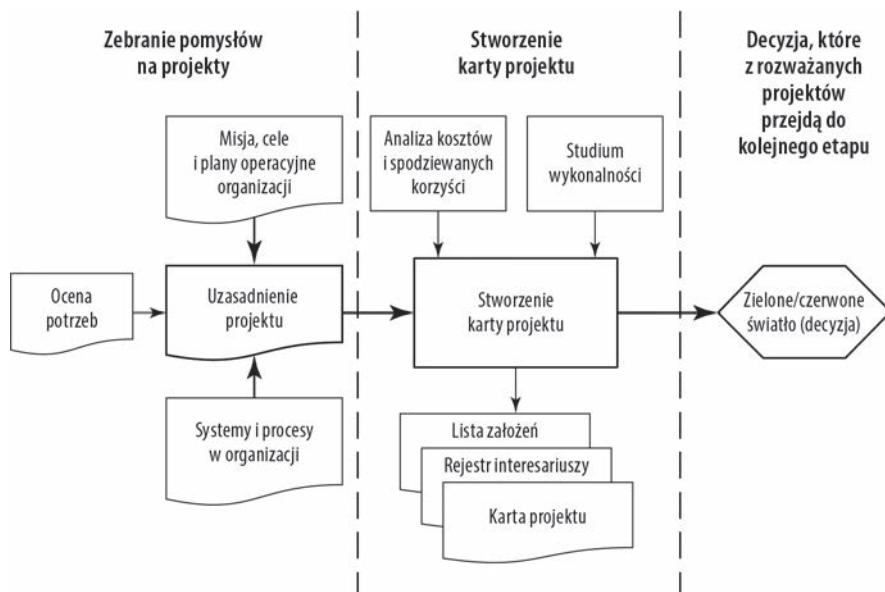 Zebranie pomysłów
na projekty
Stworzenie
karty projektu
Decyzja, które
z rozważanych
projektów
przejdą do
kolejnego etapu
Misja, cele
i plany operacyjne
organizacji
Analiza kosztów
i spodziewanych
korzyści
Studium
wykonalności
Ocena
potrzeb
Uzasadnienie
projektu
Stworzenie
karty projektu
Zielone/czerwone
światło (decyzja)
Systemy i procesy
w organizacji
Lista założeń
Rejestr interesariuszy
Karta projektu